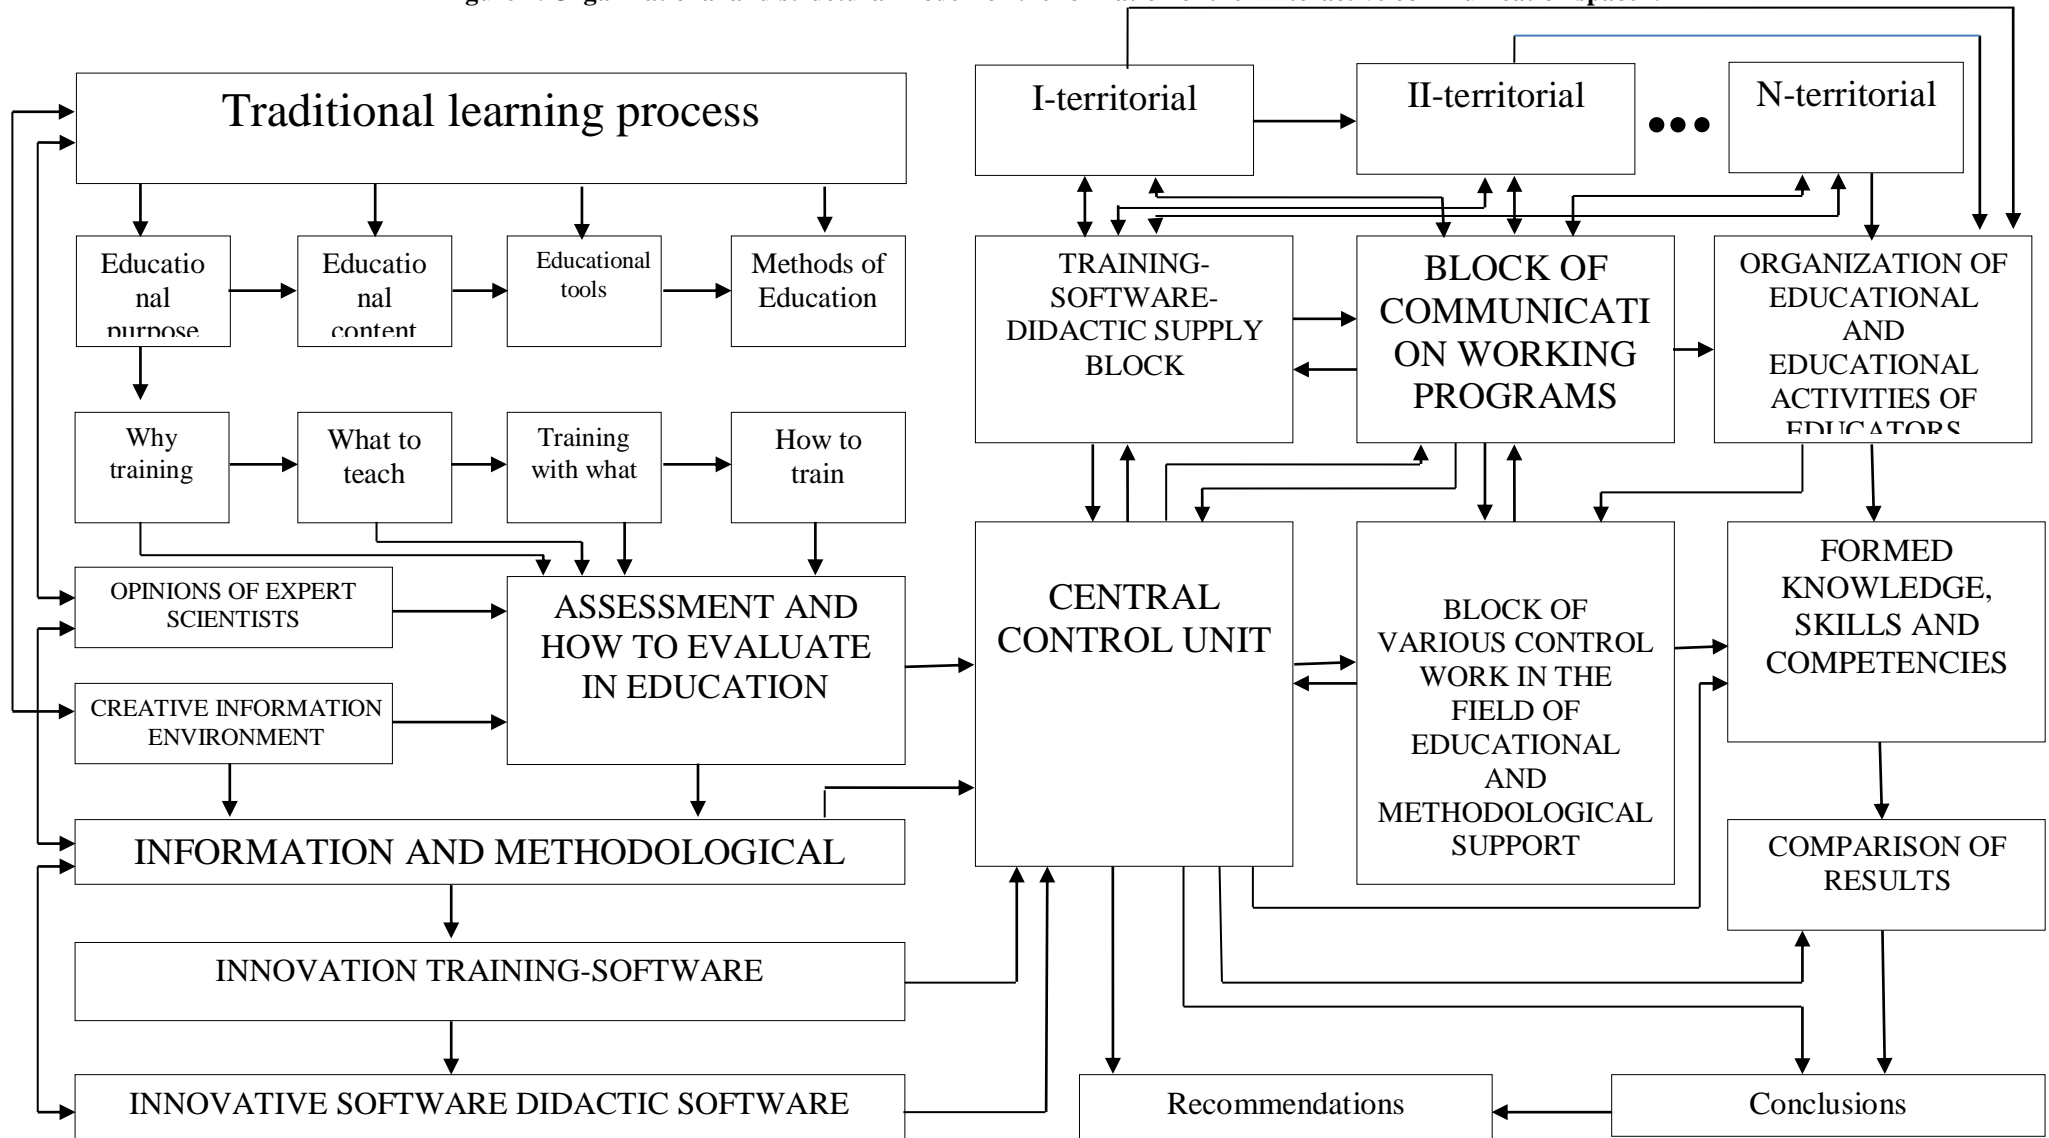 Traditional learning process
I-territorial
II-territorial
●●●
N-territorial
Educatio
nal
purpose
Educatio
nal
content
Educational
tools
Methods of
Education
TRAINING-
SOFTWARE-
DIDACTIC SUPPLY
BLOCK
BLOCK OF
COMMUNICATI
ON WORKING
PROGRAMS
ORGANIZATION OF
EDUCATIONAL
AND
EDUCATIONAL
ACTIVITIES OF
EDUCATORS
Why
training
What to
teach
Training
with what
How to
train
OPINIONS OF EXPERT
SCIENTISTS
ASSESSMENT AND
HOW TO EVALUATE
IN EDUCATION
CREATIVE INFORMATION
ENVIRONMENT
CENTRAL
CONTROL UNIT
BLOCK OF
VARIOUS CONTROL
WORK IN THE
FIELD OF
EDUCATIONAL
AND
METHODOLOGICAL
SUPPORT
FORMED
KNOWLEDGE,
SKILLS AND
COMPETENCIES
INFORMATION AND METHODOLOGICAL
COMPARISON OF
RESULTS
INNOVATION TRAINING-SOFTWARE
INNOVATIVE SOFTWARE DIDACTIC SOFTWARE
Recommendations
Conclusions